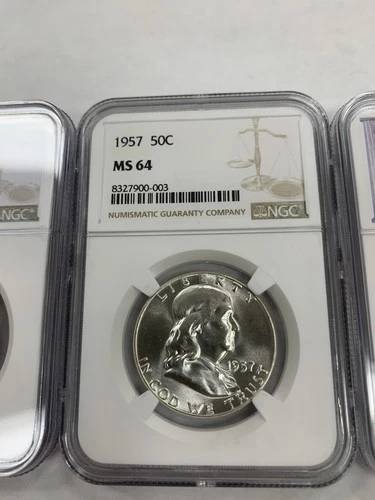 1957 50C
MS 64
8327900-003
NUMISMATIC GUARANTY COMPANY
NGC
NGC
LIBERTY
1957
IN GOD WE TRUST